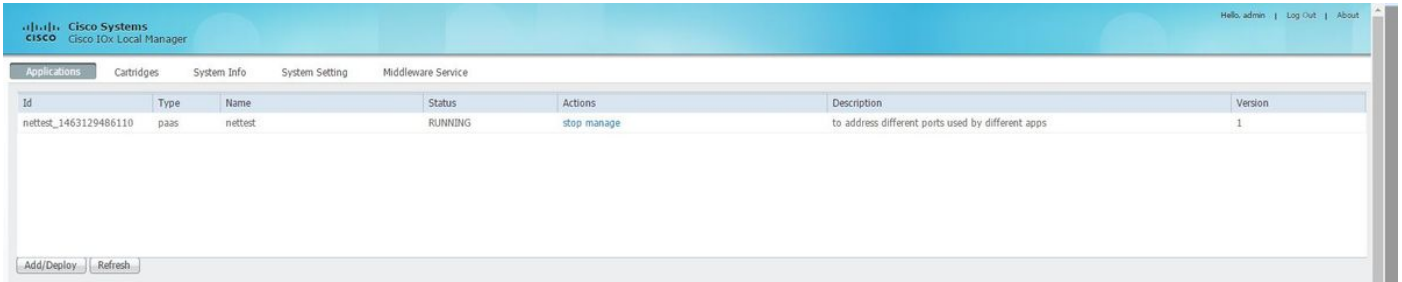 Hello, admin | Log Out | About
Cisco Systems
CISCO Cisco IOx Local Manager
Applications Cartridges System Info System Setting Middleware Service
Id Type Name Status Actions Description Version
nettest_1463129486110 paas nettest RUNNING stop manage to address different ports used by different apps 1
Add/Deploy Refresh